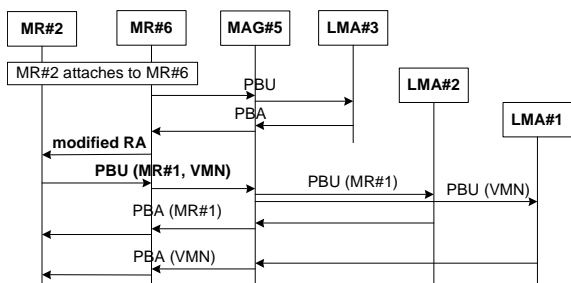 MR#2
MR#6
MAG#5
LMA#3
MR#2 attaches to MR#6
PBU
LMA#2
PBA
LMA#1
modified RA
PBU (MR#1, VMN)
PBU (MR#1)
PBU (VMN)
PBA (MR#1)
PBA (VMN)